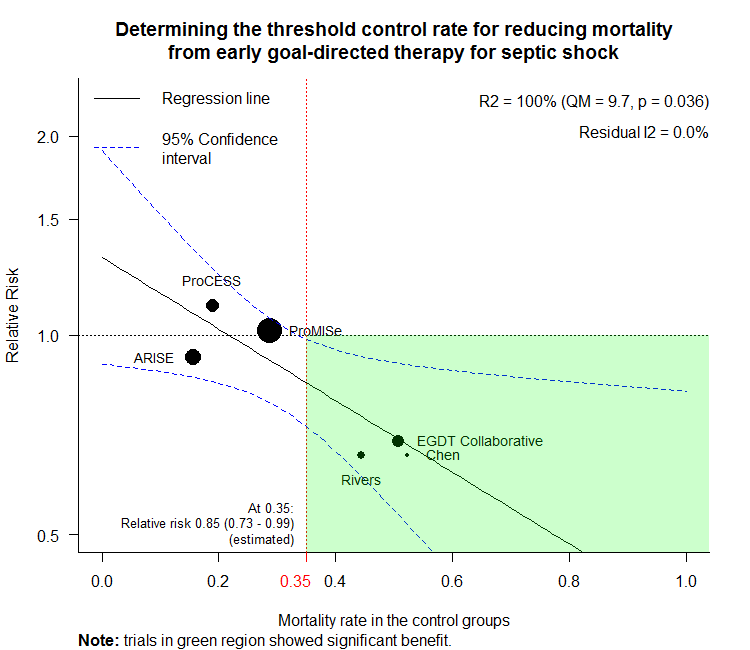 Determining the threshold control rate for reducing mortality
from early goal-directed therapy for septic shock
Regression line
95% Confidence
interval
R2 = 100% (QM = 9.7, p = 0.036)
Residual I2 = 0.0%
Relative Risk
2.0
1.5
1.0
0.5
ProCESS
ProMISe
ARISE
EGDT Collaborative
Chen
Rivers
At 0.35:
Relative risk 0.85 (0.73 - 0.99)
(estimated)
0.0 0.2 0.35 0.4 0.6 0.8 1.0
Mortality rate in the control groups
Note: trials in green region showed significant benefit.